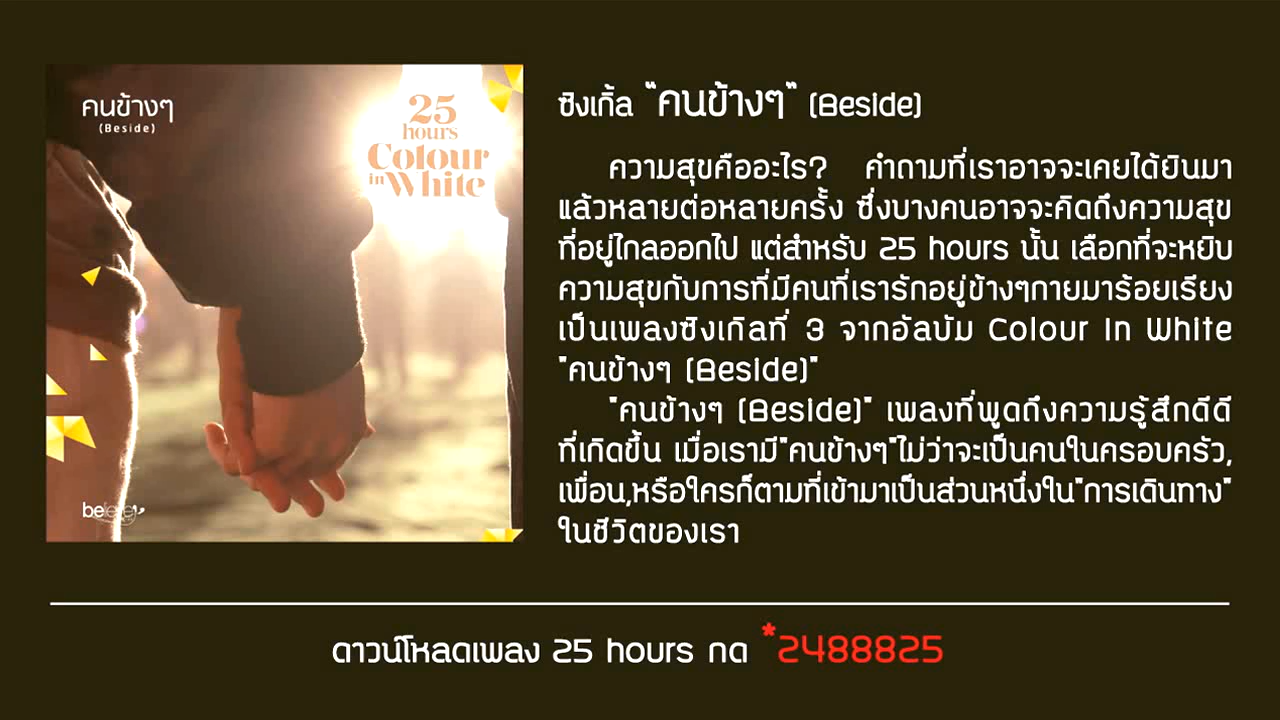 คนข้างๆ
(Beside)
25
hours
Colour
in White
ซิงเกิ้ล "คนข้างๆ" (Beside)
ความสุขคืออะไร? คำถามที่เราอาจจะเคยได้ยินมา
แล้วหลายต่อหลายครั้ง ซึ่งบางคนอาจจะคิดถึงความสุข
ที่อยู่ไกลออกไป แต่สำหรับ 25 hours นั้น เลือกที่จะหยิบ
ความสุขกับการที่มีคนที่เรารักอยู่ข้างๆกายมาร้อยเรียง
เป็นเพลงซิงเกิลที่ 3 จากอัลบัม Colour In White
"คนข้างๆ (Beside)"
"คนข้างๆ (Beside)" เพลงที่พูดถึงความรู้สึกดีดี
ที่เกิดขึ้น เมื่อเรามี"คนข้างๆ"ไม่ว่าจะเป็นคนในครอบครัว,
เพื่อน,หรือใครก็ตามที่เข้ามาเป็นส่วนหนึ่งใน"การเดินทาง"
ในชีวิตของเรา
ดาวน์โหลดเพลง 25 hours กด *2488825